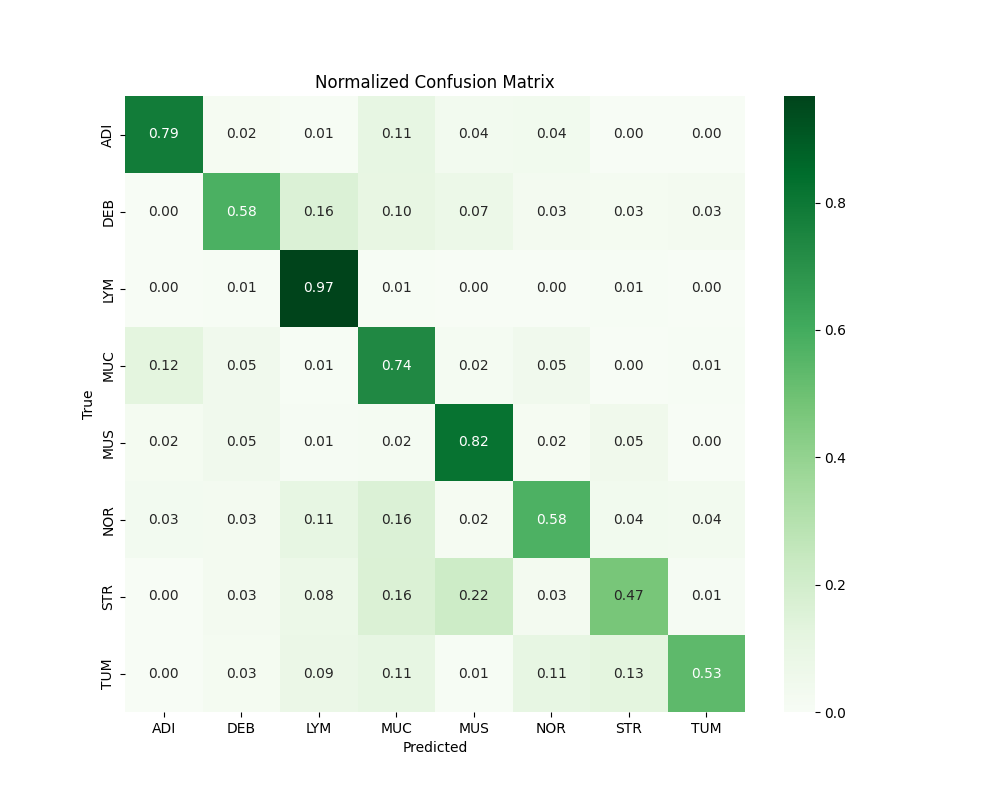 Normalized Confusion Matrix
ADI 0.79 0.02 0.01 0.11 0.04 0.04 0.00 0.00
DEB 0.00 0.58 0.16 0.10 0.07 0.03 0.03 0.03
LYM 0.00 0.01 0.97 0.01 0.00 0.00 0.01 0.00
MUC 0.12 0.05 0.01 0.74 0.02 0.05 0.00 0.01
MUS 0.02 0.05 0.01 0.02 0.82 0.02 0.05 0.00
NOR 0.03 0.03 0.11 0.16 0.02 0.58 0.04 0.04
STR 0.00 0.03 0.08 0.16 0.22 0.03 0.47 0.01
TUM 0.00 0.03 0.09 0.11 0.01 0.11 0.13 0.53
True
ADI DEB LYM MUC MUS NOR STR TUM
Predicted
0.8
0.6
0.4
0.2
0.0